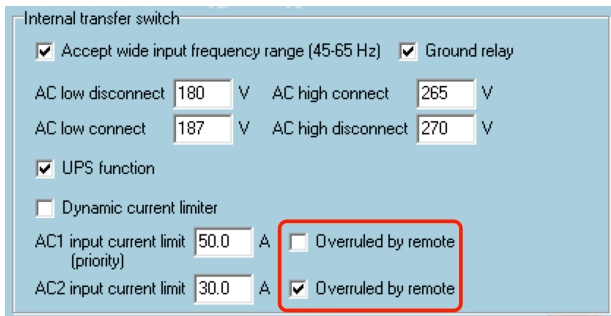 Internal transfer switch
Accept wide input frequency range (45-65 Hz) Ground relay
AC low disconnect 180 V AC high connect 265 V
AC low connect 187 V AC high disconnect 270 V
UPS function
Dynamic current limiter
AC1 input current limit 50.0 A Overruled by remote
(priority)
AC2 input current limit 30.0 A Overruled by remote